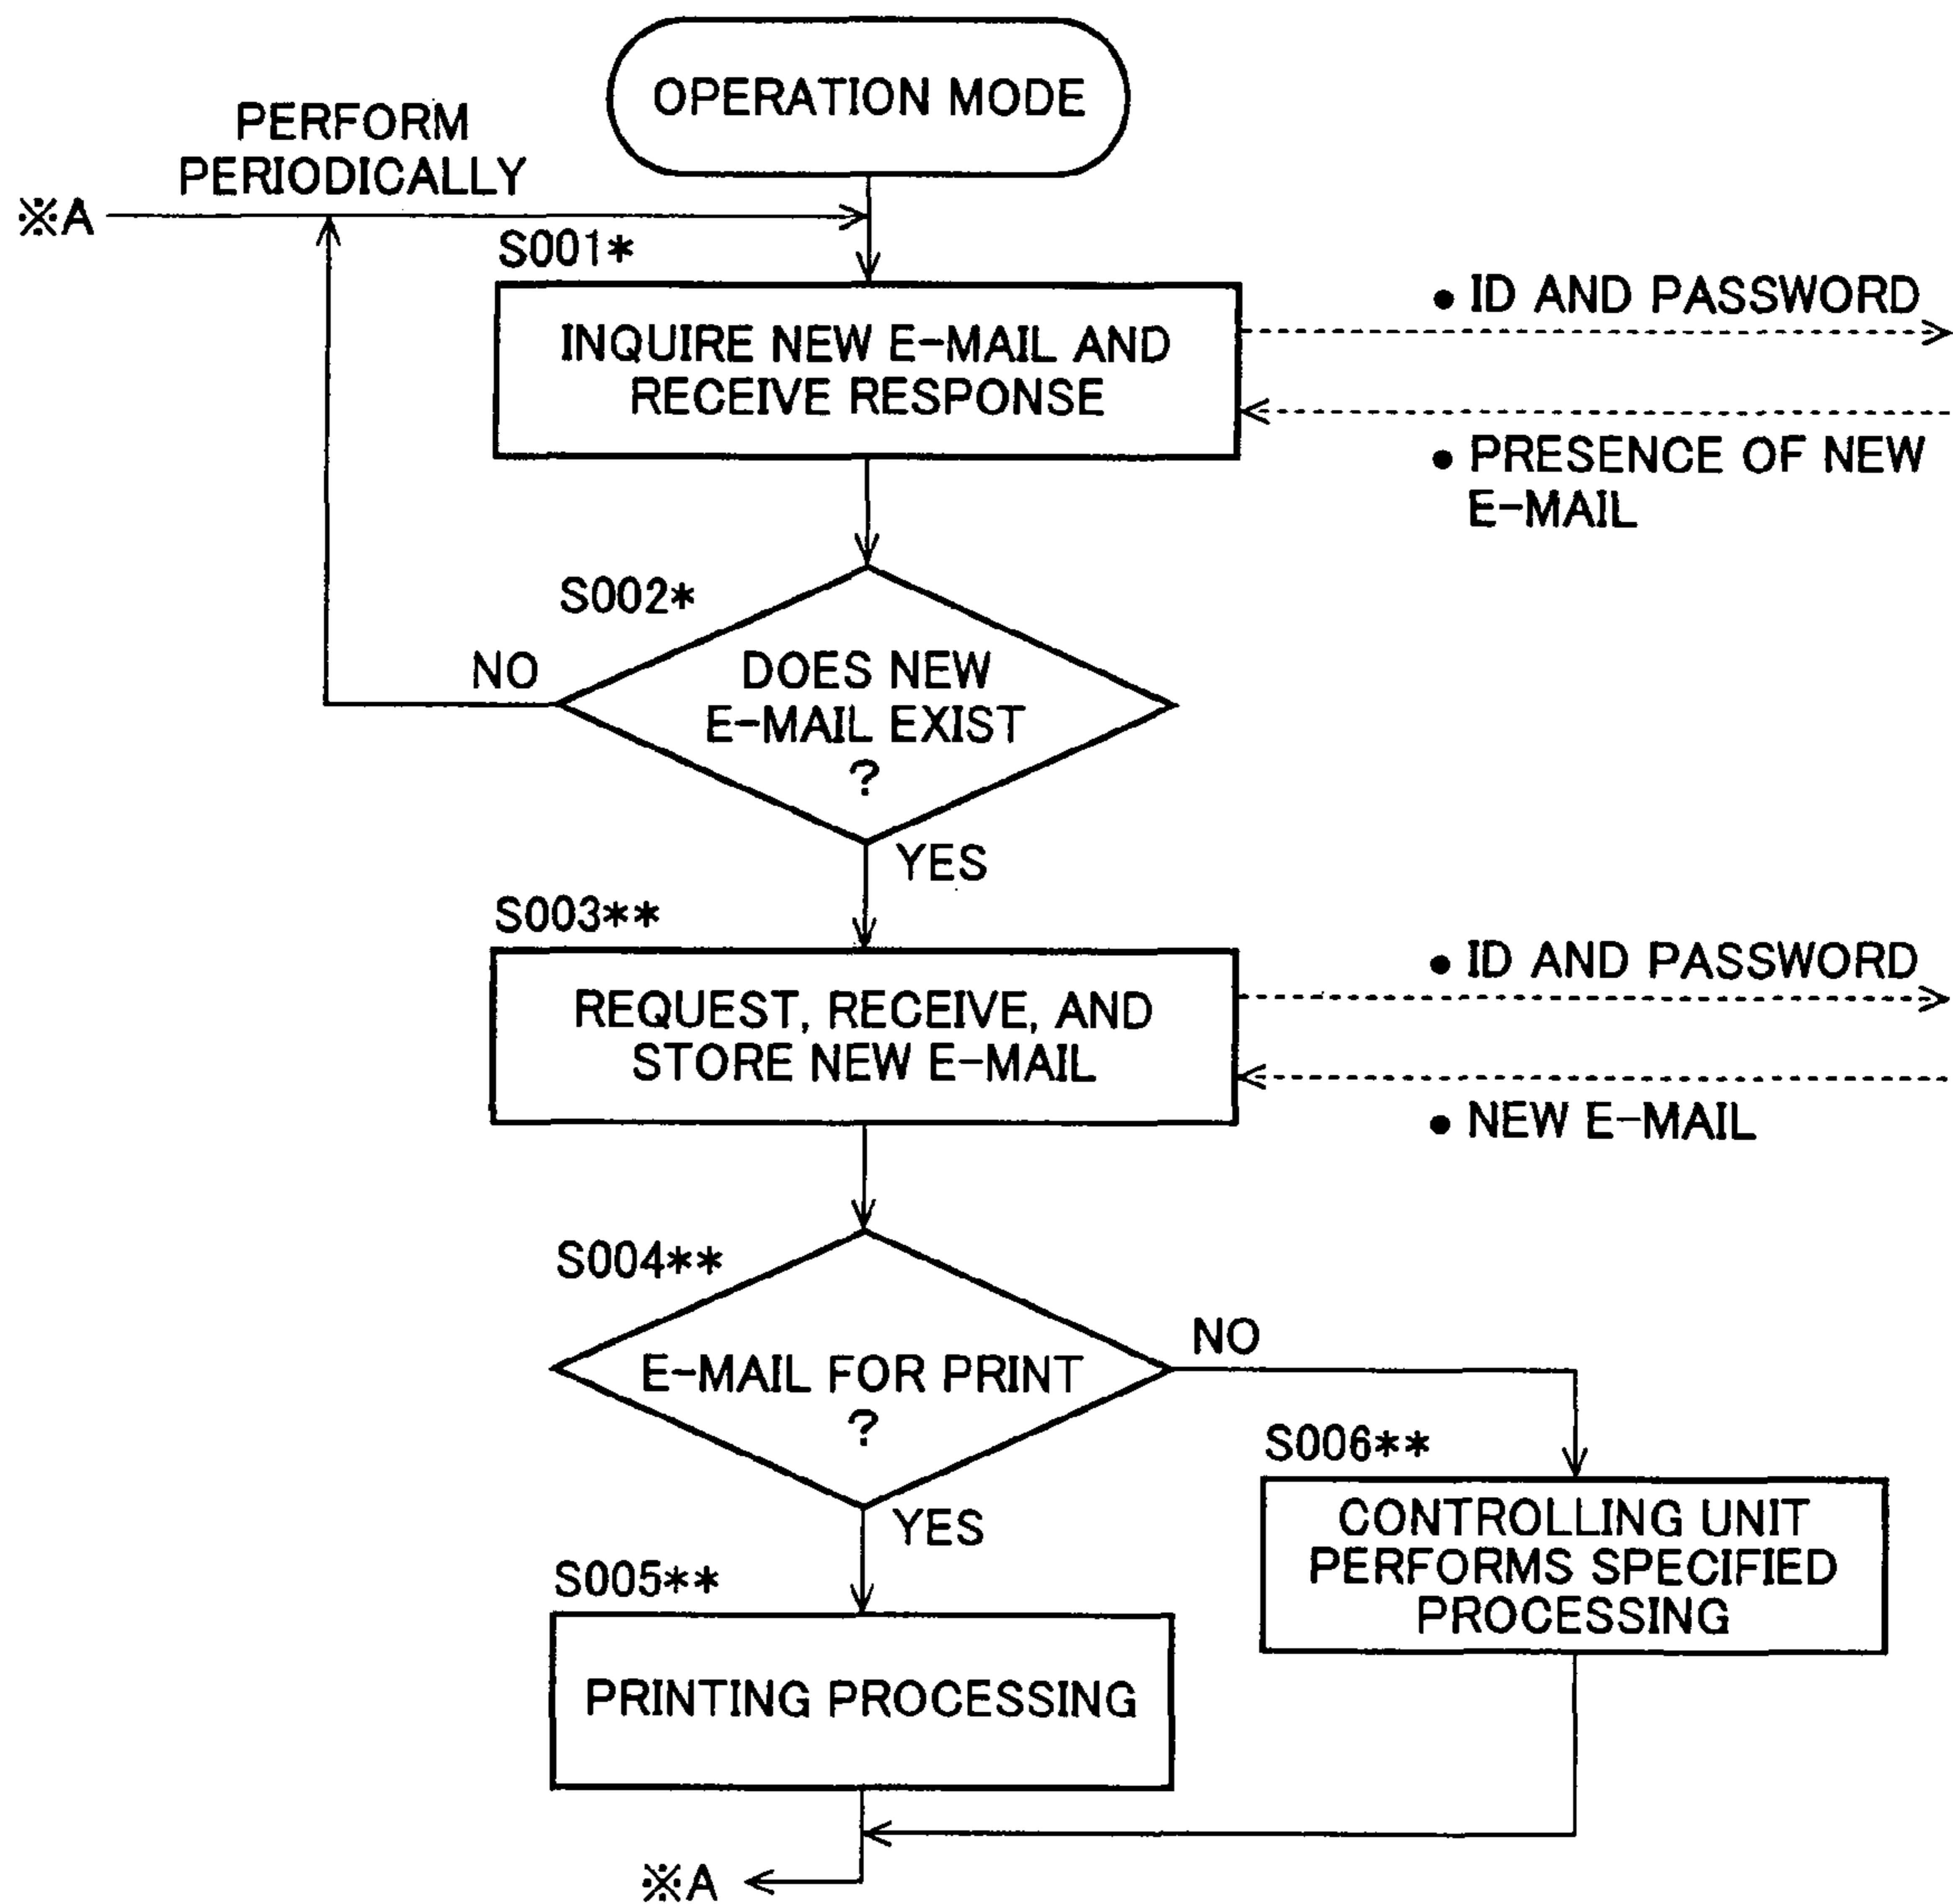 OPERATION MODE
PERFORM
PERIODICALLY
※A
S001*
INQUIRE NEW E-MAIL AND
RECEIVE RESPONSE
● ID AND PASSWORD
● PRESENCE OF NEW
E-MAIL
S002*
DOES NEW
E-MAIL EXIST
?
NO
YES
S003**
REQUEST, RECEIVE, AND
STORE NEW E-MAIL
● ID AND PASSWORD
● NEW E-MAIL
S004**
E-MAIL FOR PRINT
?
NO
YES
S006**
CONTROLLING UNIT
PERFORMS SPECIFIED
PROCESSING
S005**
PRINTING PROCESSING
※A